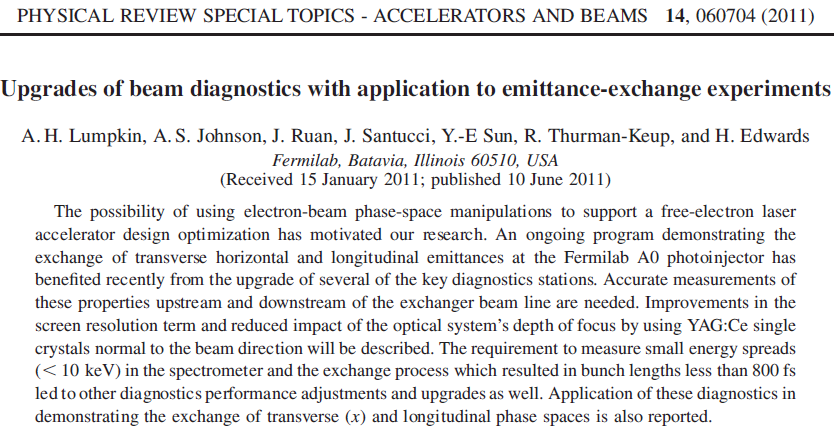 PHYSICAL REVIEW SPECIAL TOPICS - ACCELERATORS AND BEAMS 14, 060704 (2011)
Upgrades of beam diagnostics with application to emittance-exchange experiments
A. H. Lumpkin, A. S. Johnson, J. Ruan, J. Santucci, Y.-E Sun, R. Thurman-Keup, and H. Edwards
Fermilab, Batavia, Illinois 60510, USA
(Received 15 January 2011; published 10 June 2011)
The possibility of using electron-beam phase-space manipulations to support a free-electron laser
accelerator design optimization has motivated our research. An ongoing program demonstrating the
exchange of transverse horizontal and longitudinal emittances at the Fermilab A0 photoinjector has
benefited recently from the upgrade of several of the key diagnostics stations. Accurate measurements of
these properties upstream and downstream of the exchanger beam line are needed. Improvements in the
screen resolution term and reduced impact of the optical system's depth of focus by using YAG:Ce single
crystals normal to the beam direction will be described. The requirement to measure small energy spreads
(< 10 keV) in the spectrometer and the exchange process which resulted in bunch lengths less than 800 fs
led to other diagnostics performance adjustments and upgrades as well. Application of these diagnostics in
demonstrating the exchange of transverse (x) and longitudinal phase spaces is also reported.